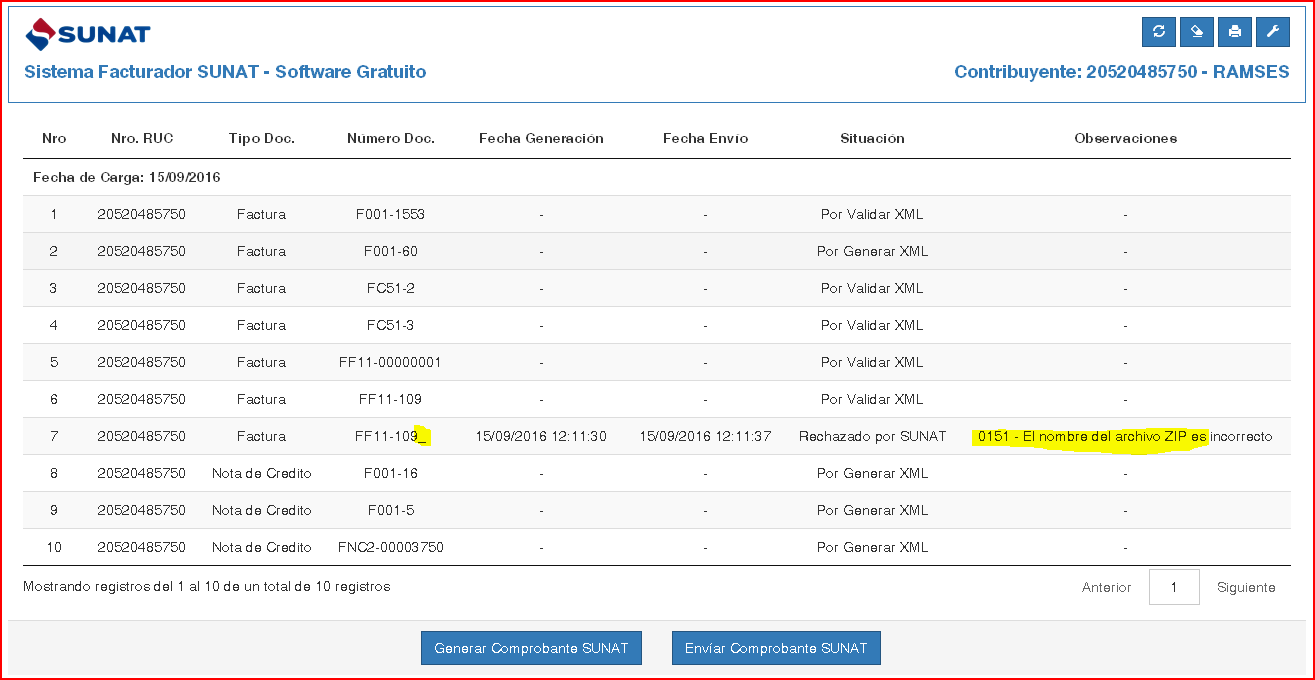 SUNAT
Sistema Facturador SUNAT - Software Gratuito
Contribuyente: 20520485750 - RAMSES
Nro Nro. RUC Tipo Doc. Número Doc. Fecha Generación Fecha Envío Situación Observaciones
Fecha de Carga: 15/09/2016
1 20520485750 Factura F001-1553 - - Por Validar XML -
2 20520485750 Factura F001-60 - - Por Generar XML -
3 20520485750 Factura FC51-2 - - Por Validar XML -
4 20520485750 Factura FC51-3 - - Por Validar XML -
5 20520485750 Factura FF11-00000001 - - Por Validar XML -
6 20520485750 Factura FF11-109 - - Por Validar XML -
7 20520485750 Factura FF11-109_ 15/09/2016 12:11:30 15/09/2016 12:11:37 Rechazado por SUNAT 0151 - El nombre del archivo ZIP es incorrecto
8 20520485750 Nota de Credito F001-16 - - Por Generar XML -
9 20520485750 Nota de Credito F001-5 - - Por Generar XML -
10 20520485750 Nota de Credito FNC2-00003750 - - Por Generar XML -
Mostrando registros del 1 al 10 de un total de 10 registros
Anterior 1 Siguiente
Generar Comprobante SUNAT
Envíar Comprobante SUNAT